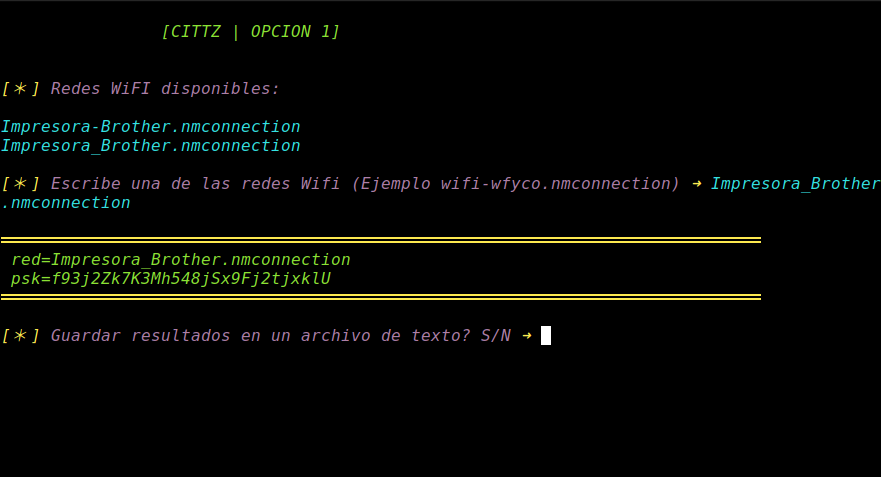 [CITTZ | OPCION 1]
[*] Redes WiFI disponibles:
Impresora-Brother.nmconnection
Impresora_Brother.nmconnection
[*] Escribe una de las redes Wifi (Ejemplo wifi-wfyco.nmconnection) → Impresora_Brother
.nmconnection
red=Impresora_Brother.nmconnection
psk=f93j2Zk7K3Mh548jSx9Fj2tjxklU
[*] Guardar resultados en un archivo de texto? S/N →